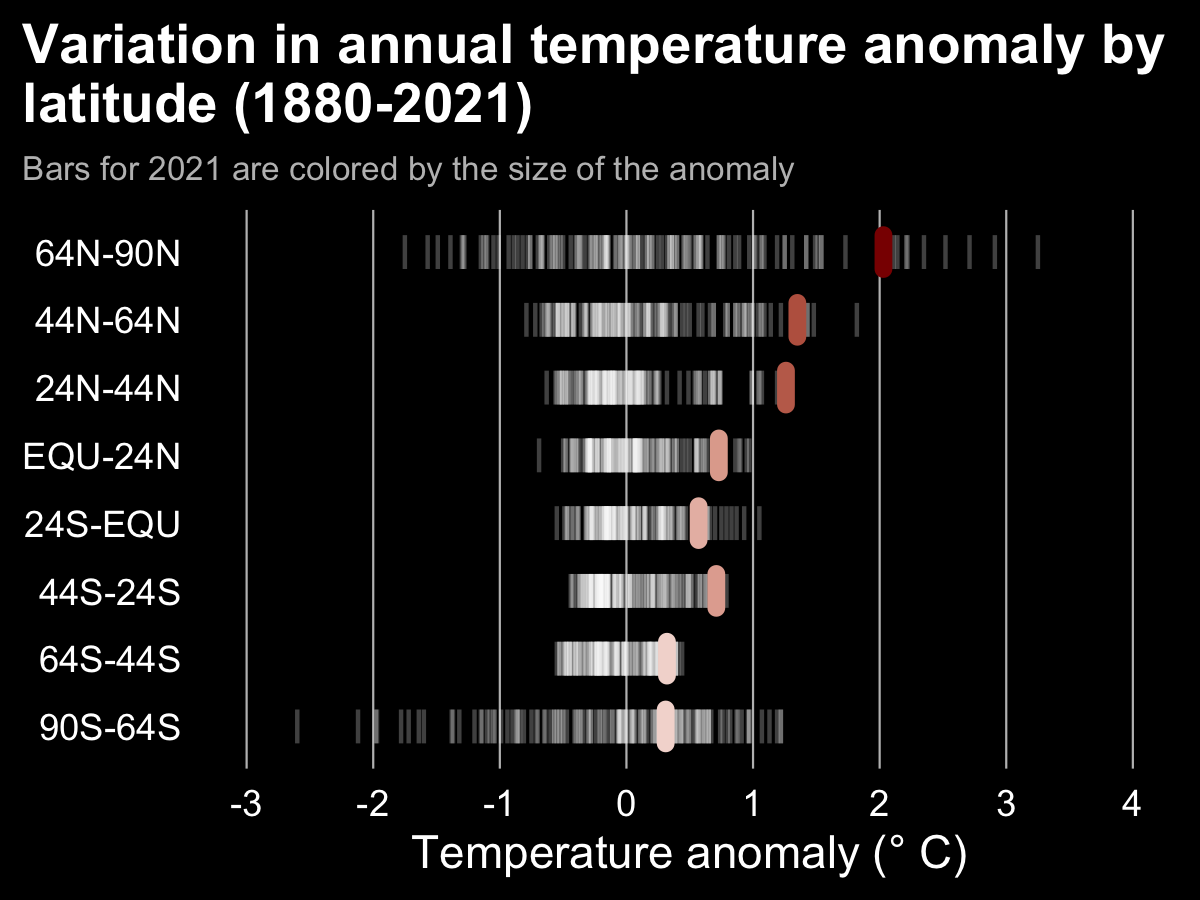 Variation in annual temperature anomaly by
latitude (1880-2021)
Bars for 2021 are colored by the size of the anomaly
64N-90N
44N-64N
24N-44N
EQU-24N
24S-EQU
44S-24S
64S-44S
90S-64S
-3 -2 -1 0 1 2 3 4
Temperature anomaly (° C)